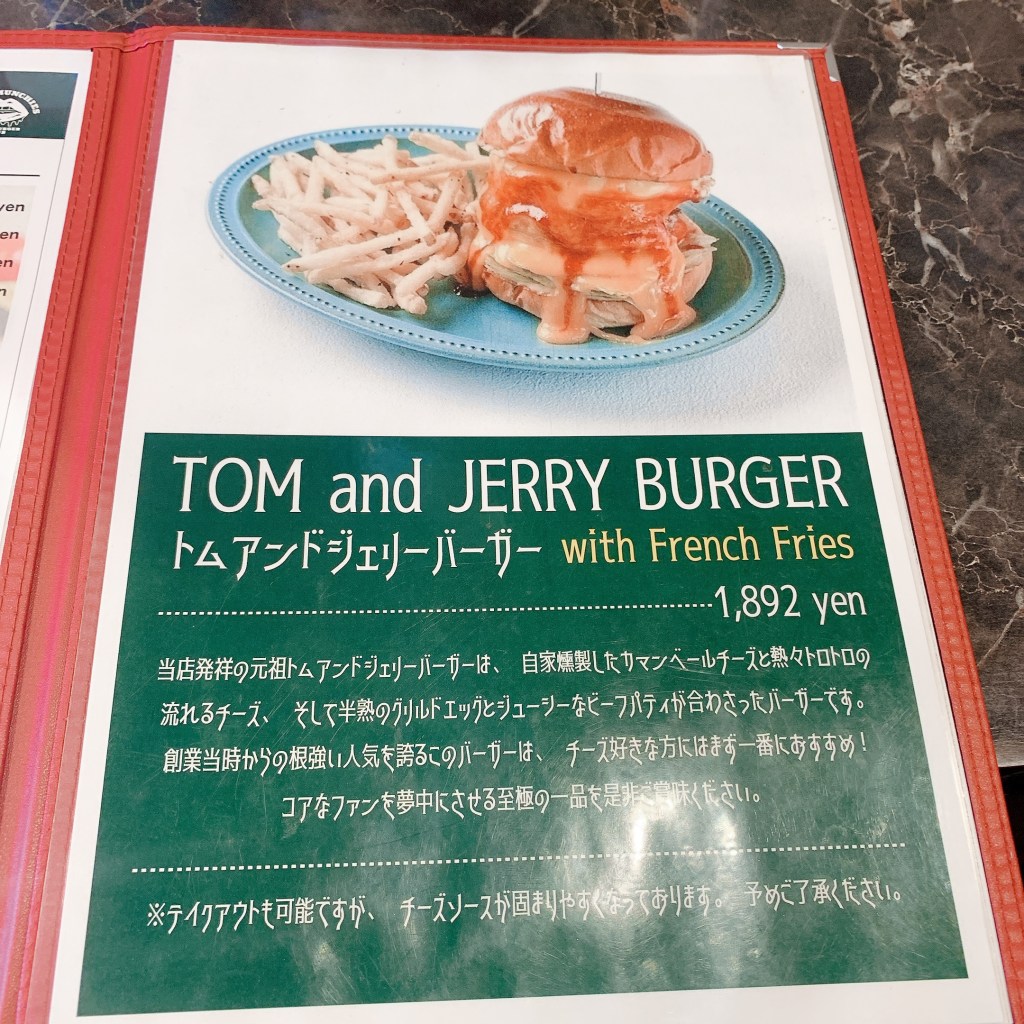 MUNCHIES
yen
en
en
n
TOM and JERRY BURGER
トムアンドジェリーバーガー with French Fries
1,892 yen
当店発祥の元祖トムアンドジェリーバーガーは、自家燻製したカマンベールチーズと熱々トロトロの
流れるチーズ、そして半熟のグリルドエッグとジューシーなビーフパティが合わさったバーガーです。
創業当時からの根強い人気を誇るこのバーガーは、チーズ好きな方にはまず一番におすすめ!
コアなファンを夢中にさせる至極の一品を是非ご賞味ください。
※テイクアウトも可能ですが、チーズソースが固まりやすくなっております。予めご了承ください。